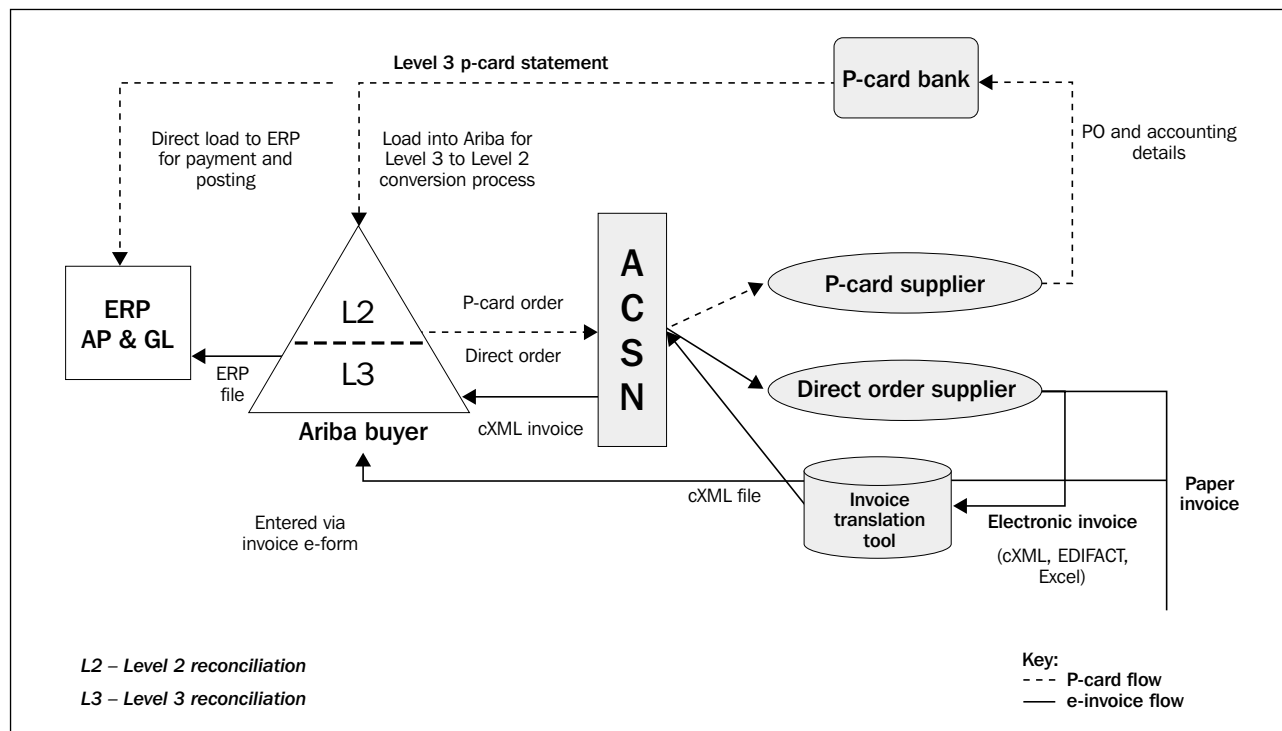 Level 3 p-card statement
P-card bank
Direct load to ERP
for payment and
posting
Load into Ariba for
Level 3 to Level 2
conversion process
PO and accounting
details
A
C
S
N
P-card supplier
ERP
AP & GL
L2
P-card order
Direct order
L3
ERP
file
Direct order supplier
Ariba buyer
cXML invoice
cXML file
Invoice
translation
tool
Paper
invoice
Entered via
invoice e-form
Electronic invoice
(cXML, EDIFACT,
Excel)
L2 – Level 2 reconciliation
L3 – Level 3 reconciliation
Key:
P-card flow
e-invoice flow